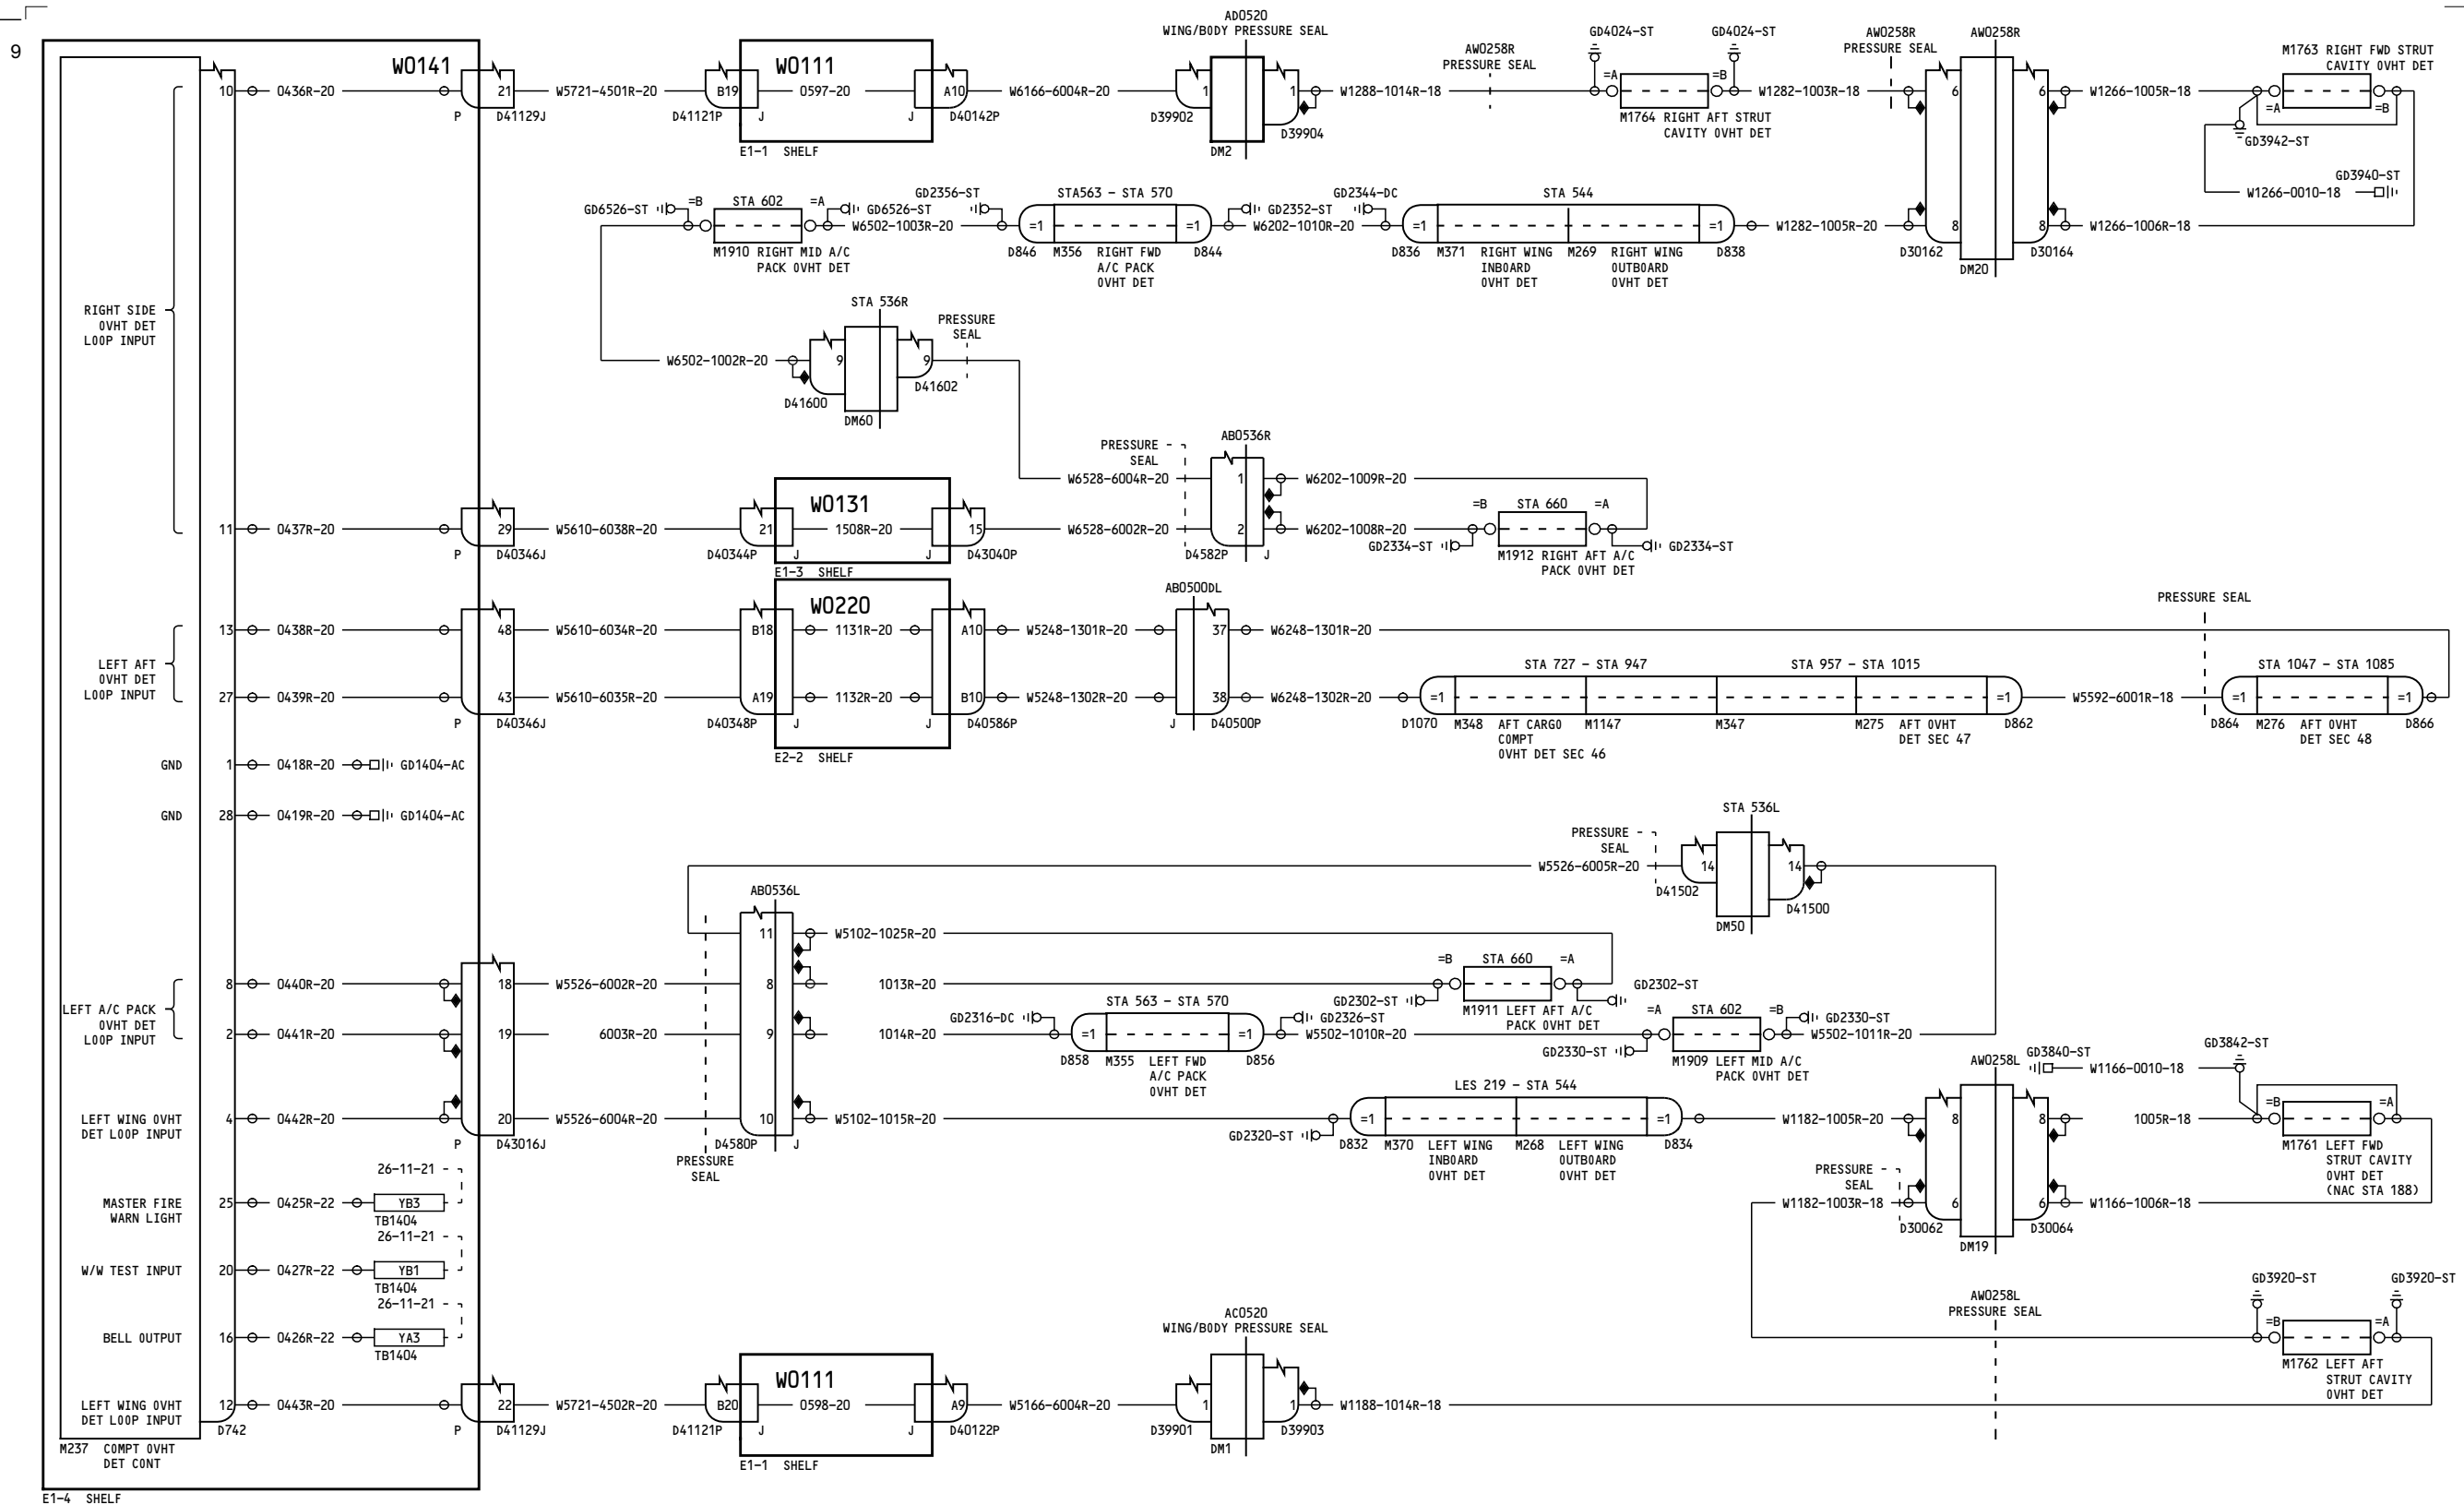 9
AD0520
WING/BODY PRESSURE SEAL
AW0258R
PRESSURE SEAL
GD4024-ST
GD4024-ST
AW0258R
PRESSURE SEAL
AW0258R
M1763 RIGHT FWD STRUT
CAVITY OVHT DET
W0141
W0111
10
0436R-20
21
W5721-4501R-20
B19
0597-20
A10
W6166-6004R-20
1
1
W1288-1014R-18
=A
=B
W1282-1003R-18
6
6
W1266-1005R-18
=A
=B
P
D41129J
D41121P
J
J
D40142P
D39902
D39904
M1764 RIGHT AFT STRUT
CAVITY OVHT DET
E1-1 SHELF
DM2
GD3942-ST
GD3940-ST
W1266-0010-18
GD6526-ST
=B
STA 602
=A
GD6526-ST
GD2356-ST
STA563 - STA 570
GD2352-ST
GD2344-DC
STA 544
W6502-1003R-20
=1
=1
W6202-1010R-20
=1
=1
W1282-1005R-20
8
8
W1266-1006R-18
M1910 RIGHT MID A/C
PACK OVHT DET
D846
M356 RIGHT FWD
A/C PACK
OVHT DET
D844
D836
M371 RIGHT WING
INBOARD
OVHT DET
M269 RIGHT WING
OUTBOARD
OVHT DET
D838
D30162
DM20
D30164
RIGHT SIDE
OVHT DET
LOOP INPUT
STA 536R
PRESSURE
SEAL
W6502-1002R-20
9
9
D41600
D41602
DM60
PRESSURE
SEAL
AB0536R
W6528-6004R-20
1
W6202-1009R-20
W0131
=B
STA 660
=A
11
0437R-20
29
W5610-6038R-20
21
1508R-20
15
W6528-6002R-20
2
W6202-1008R-20
P
D40346J
D40344P
J
J
D43040P
D4582P
J
GD2334-ST
GD2334-ST
M1912 RIGHT AFT A/C
PACK OVHT DET
E1-3 SHELF
W0220
AB0500DL
PRESSURE SEAL
13
0438R-20
48
W5610-6034R-20
B18
1131R-20
A10
W5248-1301R-20
37
W6248-1301R-20
LEFT AFT
OVHT DET
LOOP INPUT
STA 727 - STA 947
STA 957 - STA 1015
STA 1047 - STA 1085
27
0439R-20
43
W5610-6035R-20
A19
1132R-20
B10
W5248-1302R-20
38
W6248-1302R-20
=1
=1
W5592-6001R-18
=1
=1
P
D40346J
D40348P
J
J
D40586P
J
D40500P
D1070
M348 AFT CARGO
COMPT
OVHT DET SEC 46
M1147
M347
M275 AFT OVHT
DET SEC 47
D862
D864
M276 AFT OVHT
DET SEC 48
D866
E2-2 SHELF
GND
1
0418R-20
GD1404-AC
GND
28
0419R-20
GD1404-AC
STA 536L
PRESSURE
SEAL
W5526-6005R-20
14
14
D41502
D41500
DM50
AB0536L
11
W5102-1025R-20
=B
STA 660
=A
8
0440R-20
18
W5526-6002R-20
8
1013R-20
GD2302-ST
GD2302-ST
M1911 LEFT AFT A/C
PACK OVHT DET
LEFT A/C PACK
OVHT DET
LOOP INPUT
GD2316-DC
STA 563 - STA 570
GD2326-ST
=A
STA 602
=B
GD2330-ST
2
0441R-20
19
6003R-20
9
1014R-20
=1
=1
W5502-1010R-20
W5502-1011R-20
GD2330-ST
D858
M355 LEFT FWD
A/C PACK
OVHT DET
D856
M1909 LEFT MID A/C
PACK OVHT DET
AW0258L
GD3840-ST
W1166-0010-18
GD3842-ST
LES 219 - STA 544
LEFT WING OVHT
DET LOOP INPUT
4
0442R-20
20
W5526-6004R-20
10
W5102-1015R-20
=1
=1
W1182-1005R-20
8
8
1005R-18
=B
=A
P
D43016J
D4580P
J
PRESSURE
SEAL
GD2320-ST
D832
M370 LEFT WING
INBOARD
OVHT DET
M268 LEFT WING
OUTBOARD
OVHT DET
D834
M1761 LEFT FWD
STRUT CAVITY
OVHT DET
(NAC STA 188)
PRESSURE
SEAL
W1182-1003R-18
6
6
W1166-1006R-18
D30062
DM19
D30064
26-11-21
MASTER FIRE
WARN LIGHT
25
0425R-22
YB3
TB1404
26-11-21
W/W TEST INPUT
20
0427R-22
YB1
TB1404
26-11-21
BELL OUTPUT
16
0426R-22
YA3
TB1404
AW0258L
PRESSURE SEAL
GD3920-ST
GD3920-ST
=B
=A
M1762 LEFT AFT
STRUT CAVITY
OVHT DET
AC0520
WING/BODY PRESSURE SEAL
W0111
LEFT WING OVHT
DET LOOP INPUT
12
0443R-20
22
W5721-4502R-20
B20
0598-20
A9
W5166-6004R-20
1
1
W1188-1014R-18
D742
P
D41129J
D41121P
J
J
D40122P
D39901
DM1
D39903
M237 COMPT OVHT
DET CONT
E1-1 SHELF
E1-4 SHELF